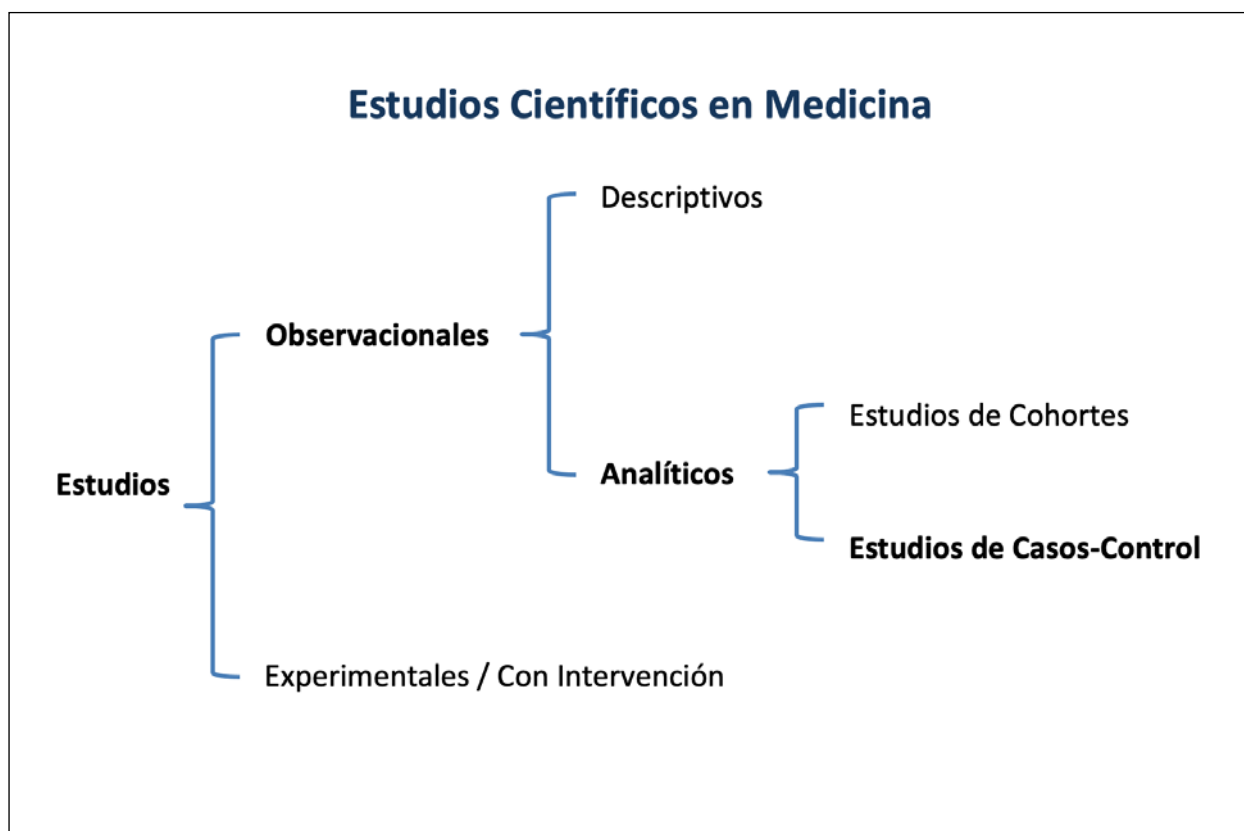 Estudios Científicos en Medicina
Descriptivos
Observacionales
Estudios de Cohortes
Analíticos
Estudios
Estudios de Casos-Control
Experimentales / Con Intervención